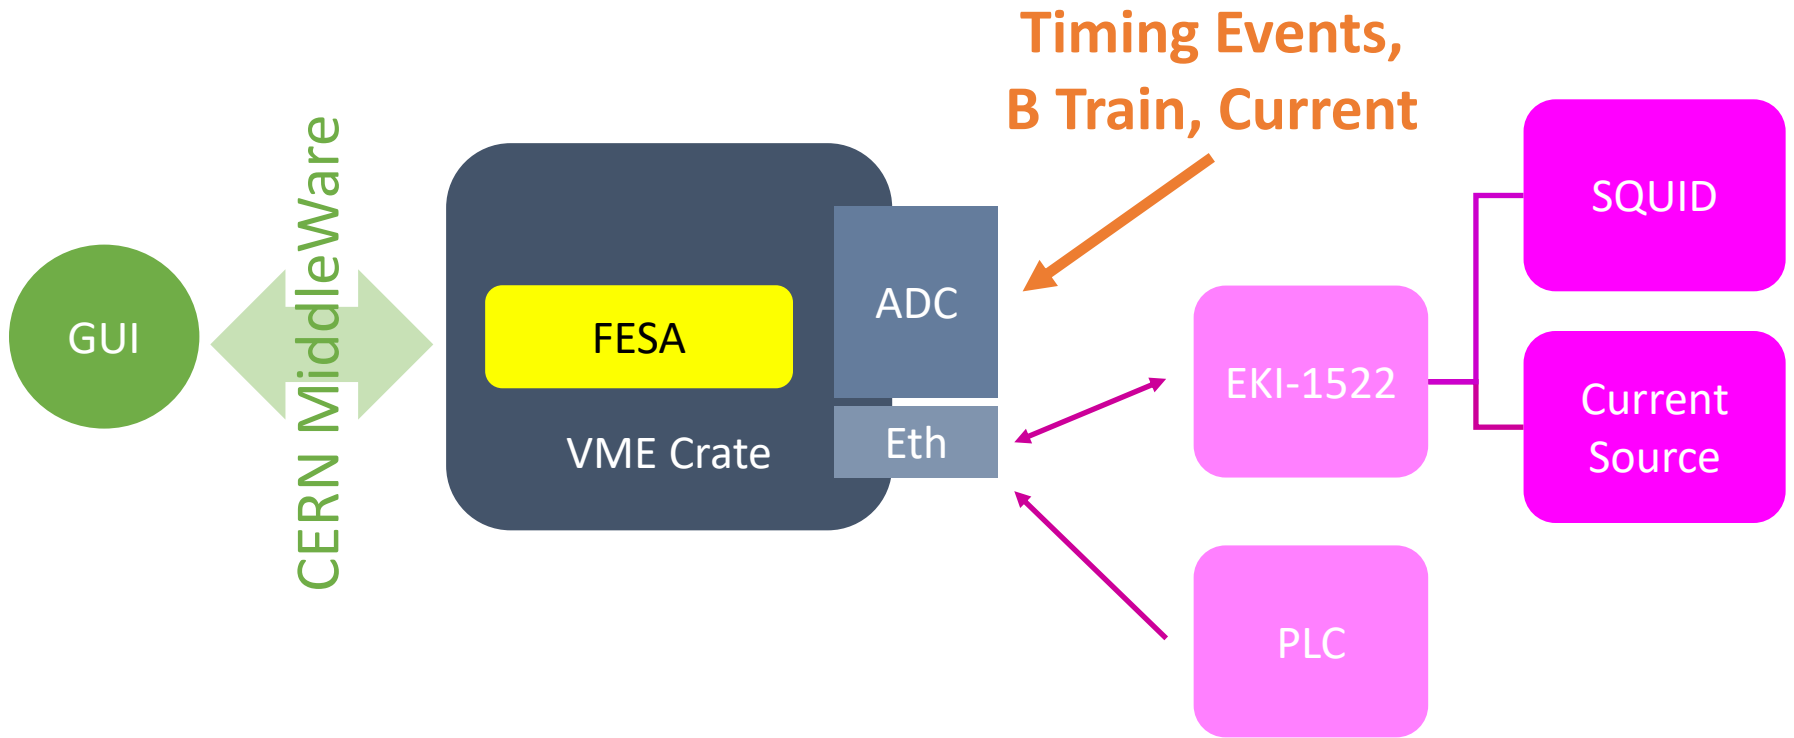 Timing Events,
B Train, Current
CERN MiddleWare
GUI
FESA
VME Crate
ADC
Eth
EKI-1522
PLC
SQUID
Current
Source